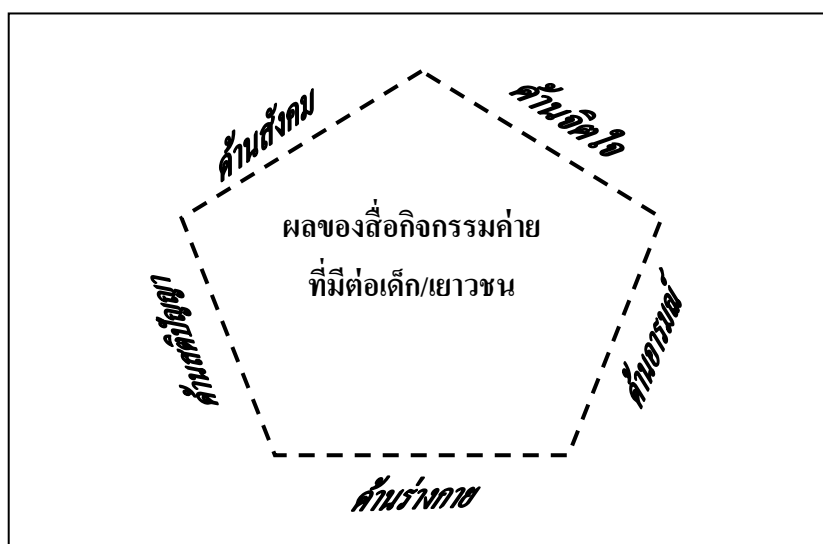 ด้านสังคม
ด้านจิตใจ
ผลของสื่อกิจกรรมค่าย
ที่มีต่อเด็ก/เยาวชน
ด้านสติปัญญา
ด้านอารมณ์
ด้านร่างกาย